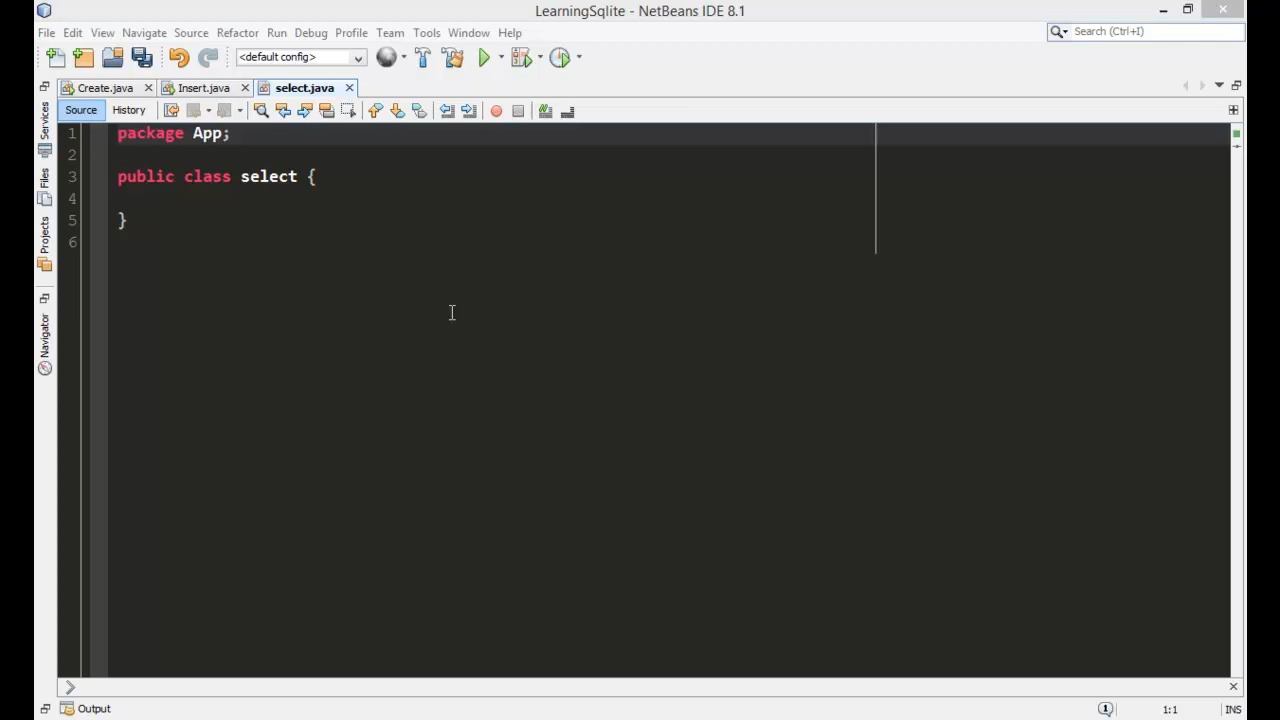 LearningSqlite - NetBeans IDE 8.1
File Edit View Navigate Source Refactor Run Debug Profile Team Tools Window Help
Search (Ctrl+I)
<default config>
Create.java Insert.java select.java
Source History
Services
Files
Projects
Navigator
1 package App;
2
3 public class select {
4
5 }
6
Output
1:1 INS